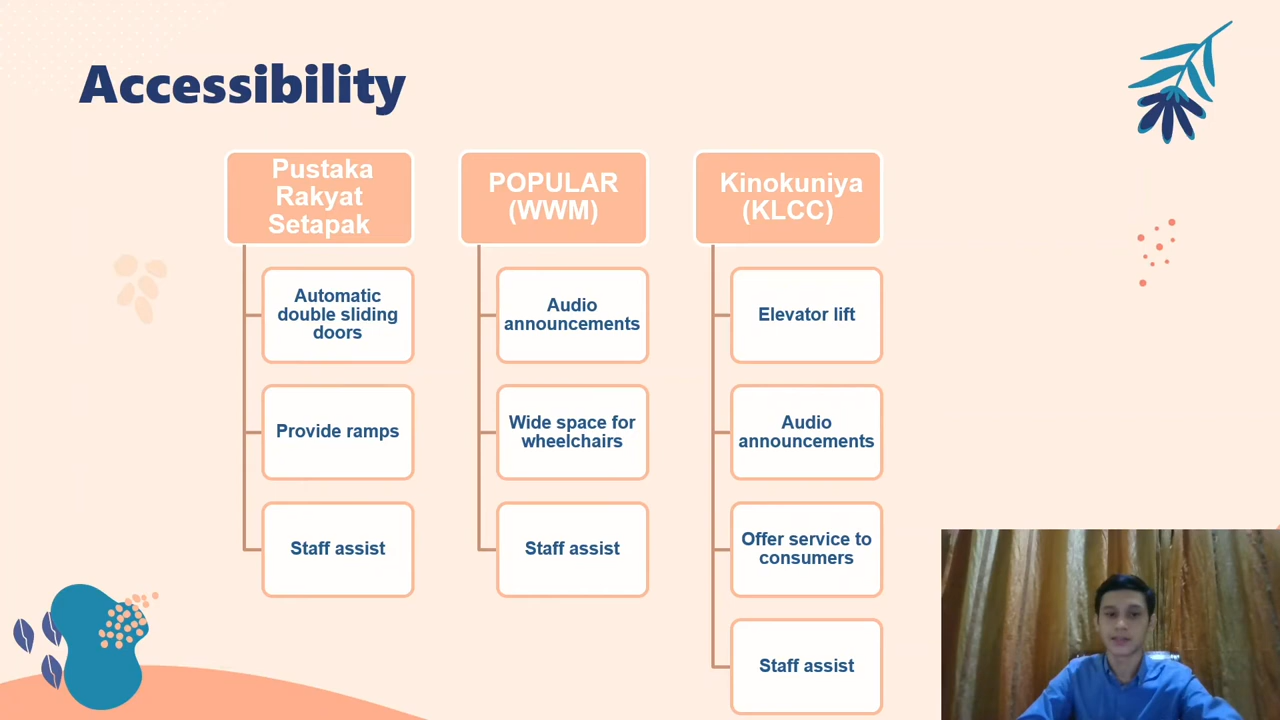 Accessibility
Pustaka
Rakyat
Setapak
Automatic
double sliding
doors
Provide ramps
Staff assist
POPULAR
(WWM)
Audio
announcements
Wide space for
wheelchairs
Staff assist
Kinokuniya
(KLCC)
Elevator lift
Audio
announcements
Offer service to
consumers
Staff assist